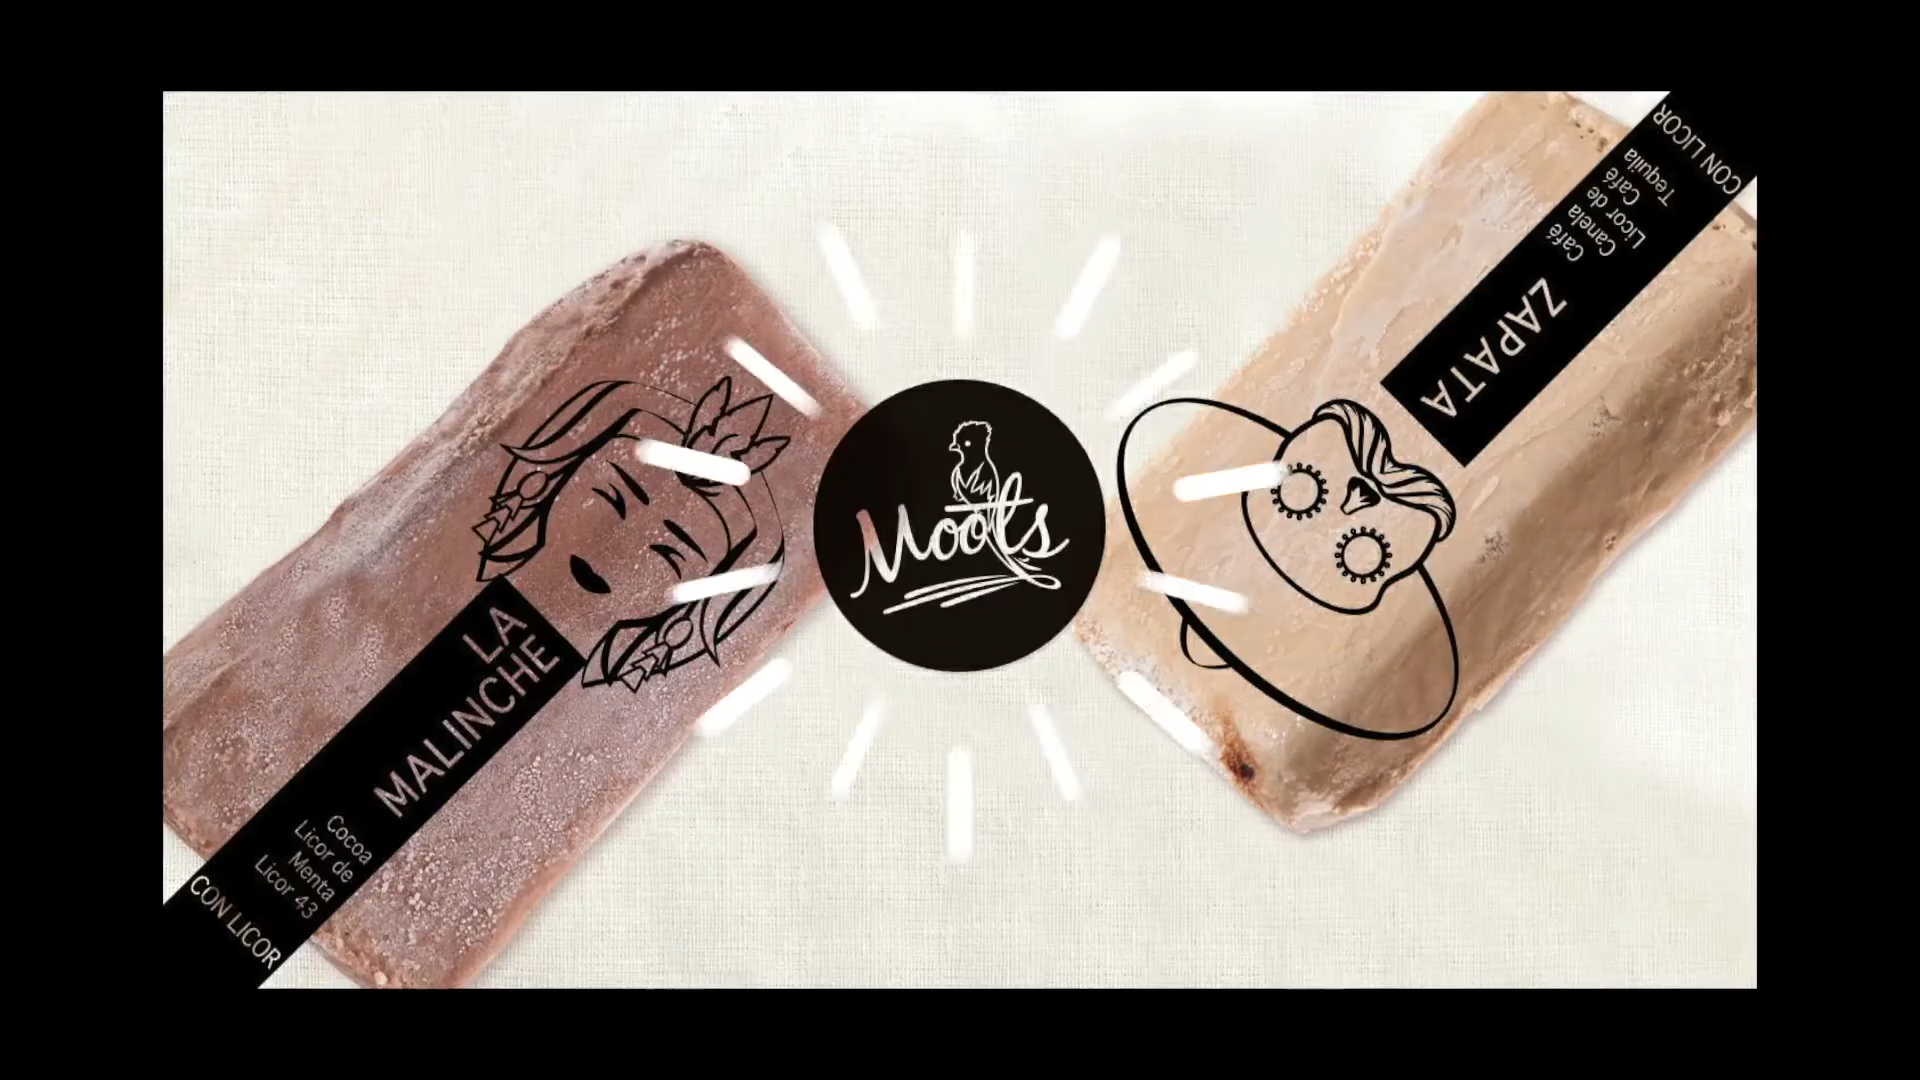 LA
MALINCHE
Cocoa
Licor de
Menta
Licor 43
CON LICOR
Moots
ZAPATA
Café
Canela
Licor de
Café
Tequila
CON LICOR